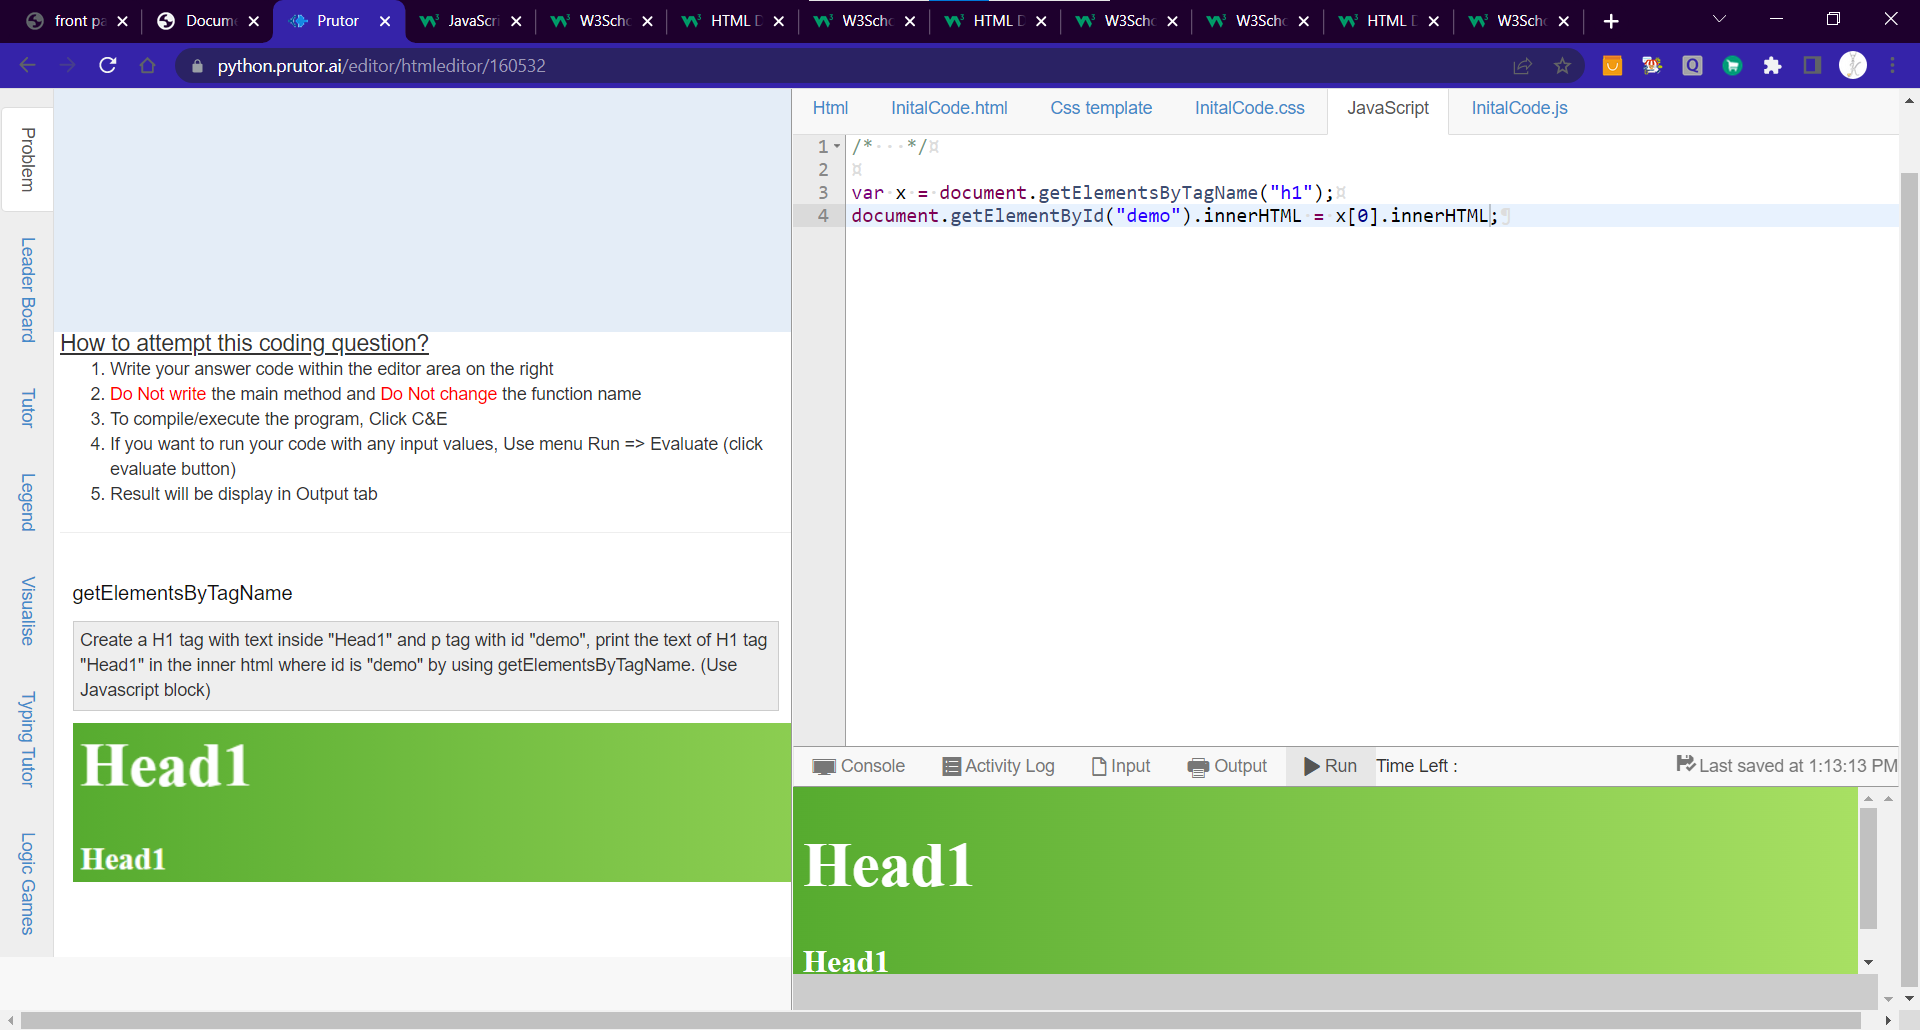 front pa
Docum
Prutor
JavaScri
W3Scho
HTML D
W3Scho
HTML D
W3Scho
W3Scho
HTML D
W3Sch
python.prutor.ai/editor/htmleditor/160532
Problem
Leader Board
Tutor
Legend
Visualise
Typing Tutor
Logic Games
How to attempt this coding question?
1. Write your answer code within the editor area on the right
2. Do Not write the main method and Do Not change the function name
3. To compile/execute the program, Click C&E
4. If you want to run your code with any input values, Use menu Run => Evaluate (click
evaluate button)
5. Result will be display in Output tab
getElementsByTagName
Create a H1 tag with text inside "Head1" and p tag with id "demo", print the text of H1 tag
"Head1" in the inner html where id is "demo" by using getElementsByTagName. (Use
Javascript block)
Head1
Head1
Html InitalCode.html Css template InitalCode.css JavaScript InitalCode.js
1 /*···*/¤
2 ¤
3 var·x·=·document.getElementsByTagName("h1");¤
4 document.getElementById("demo").innerHTML·=·x[0].innerHTML;¶
Console Activity Log Input Output Run Time Left : Last saved at 1:13:13 PM
Head1
Head1